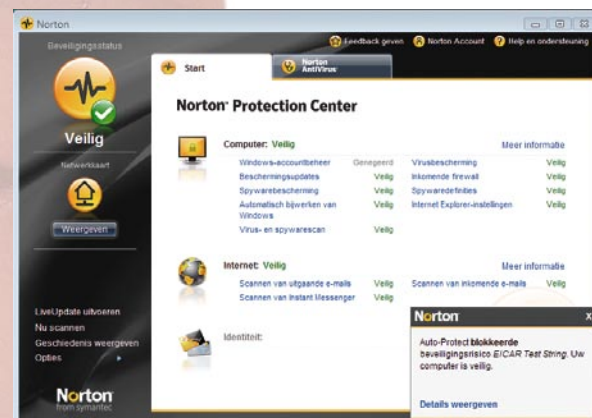 Norton
Feedback geven Norton Account Help en ondersteuning
Beveiligingsstatus
Start
Norton AntiVirus
Norton Protection Center
Veilig
Netwerkkaart
Weergeven
Computer: Veilig Meer informatie
Windows-accountbeheer Genegeerd Virusbescherming Veilig
Beschermingsupdates Veilig Inkomende firewall Veilig
Spywarebescherming Veilig Spywaredefinities Veilig
Automatisch bijwerken van Windows Veilig Internet Explorer-instellingen Veilig
Virus- en spywarescan Veilig
Internet: Veilig Meer informatie
Scannen van uitgaande e-mails Veilig Scannen van inkomende e-mails Veilig
Scannen van Instant Messenger Veilig
Identiteit:
LiveUpdate uitvoeren
Nu scannen
Geschiedenis weergeven
Opties
Norton
from symantec
Norton X
Auto-Protect blokkeerde
beveiligingsrisico EICAR Test String. Uw
computer is veilig.
Details weergeven